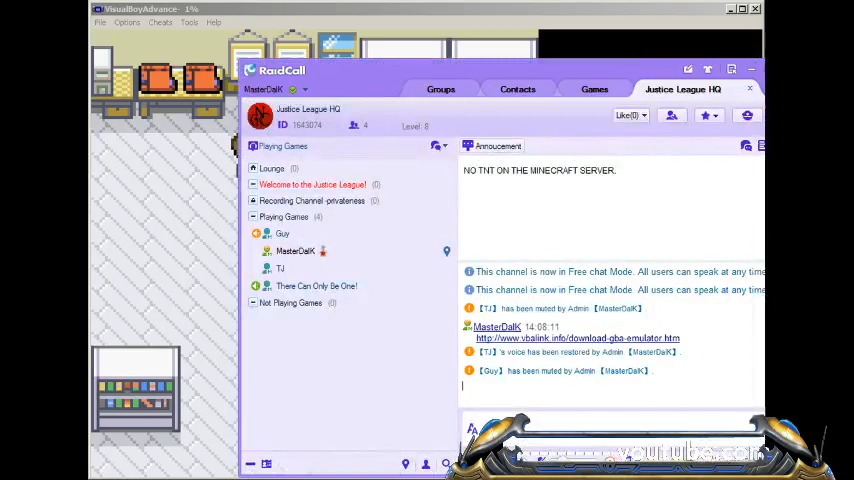 VisualBoyAdvance- 1%
File Options Cheats Tools Help
RaidCall
MasterDalK
Groups Contacts Games Justice League HQ
Justice League HQ
ID 1643074 4 Level: 8
Like(0)
Playing Games
Annoucement
Lounge (0)
Welcome to the Justice League! (0)
Recording Channel -privateness (0)
Playing Games (4)
Guy
MasterDalK
TJ
There Can Only Be One!
Not Playing Games (0)
NO TNT ON THE MINECRAFT SERVER.
This channel is now in Free chat Mode. All users can speak at any time
This channel is now in Free chat Mode. All users can speak at any time
【TJ】has been muted by Admin 【MasterDalK】
MasterDalK 14:08:11
http://www.vbalink.info/download-gba-emulator.htm
【TJ】's voice has been restored by Admin 【MasterDalK】.
【Guy】has been muted by Admin 【MasterDalK】.
youtube.com